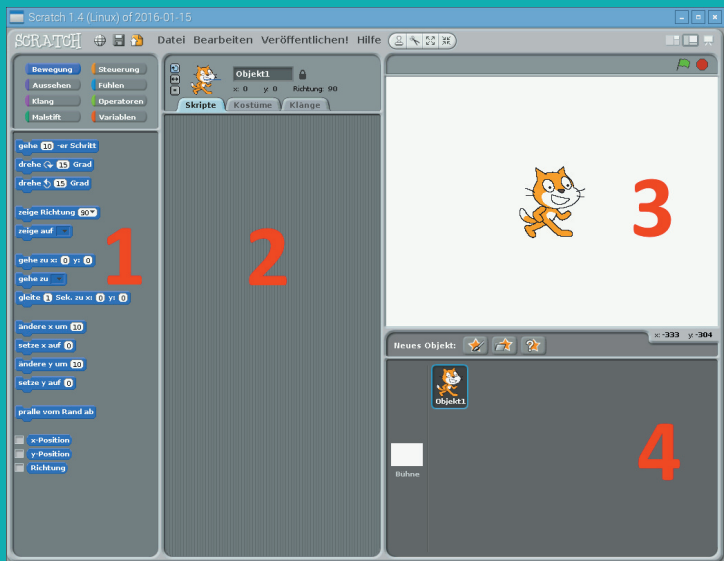 Scratch 1.4 (Linux) of 2016-01-15
SCRATCH Datei Bearbeiten Veröffentlichen! Hilfe
Bewegung Steuerung
Aussehen Fühlen
Klang Operatoren
Malstift Variablen
gehe 10 -er Schritt
drehe 15 Grad
drehe 15 Grad
zeige Richtung 90
zeige auf
gehe zu x: 0 y: 0
gehe zu
gleite 1 Sek. zu x: 0 y: 0
ändere x um 10
setze x auf 0
ändere y um 10
setze y auf 0
pralle vom Rand ab
x-Position
y-Position
Richtung
1
Objekt1
x: 0 y: 0 Richtung: 90
Skripte Kostüme Klänge
2
3
x: -333 y: -304
Neues Objekt:
Objekt1
Bühne
4